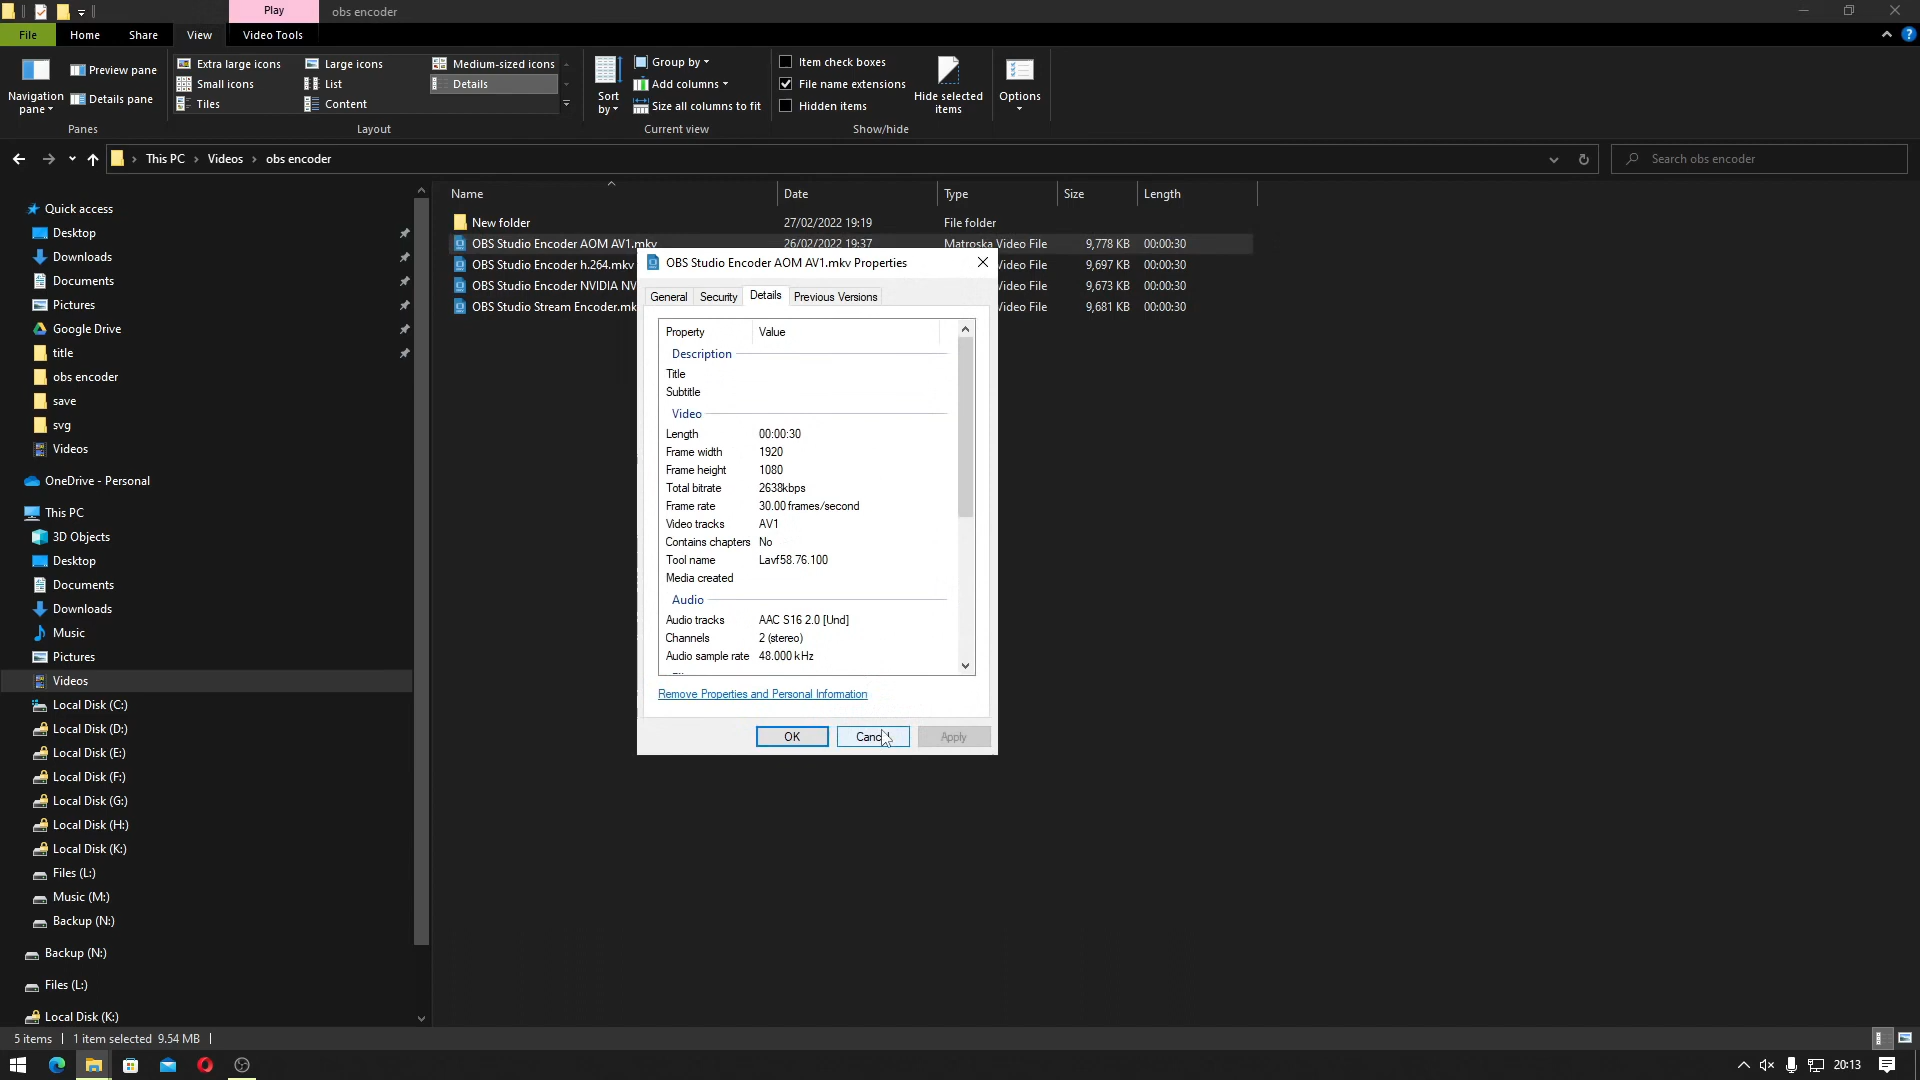 Play
obs encoder
File
Home
Share
View
Video Tools
Navigation pane
Preview pane
Details pane
Panes
Extra large icons
Large icons
Medium-sized icons
Small icons
List
Details
Tiles
Content
Layout
Sort by
Group by
Add columns
Size all columns to fit
Current view
Item check boxes
File name extensions
Hidden items
Hide selected items
Show/hide
Options
This PC
Videos
obs encoder
Search obs encoder
Name
Date
Type
Size
Length
New folder 27/02/2022 19:19 File folder
OBS Studio Encoder AOM AV1.mkv 26/02/2022 19:37 Matroska Video File 9,778 KB 00:00:30
OBS Studio Encoder h.264.mkv Video File 9,697 KB 00:00:30
OBS Studio Encoder NVIDIA NV Video File 9,673 KB 00:00:30
OBS Studio Stream Encoder.mk Video File 9,681 KB 00:00:30
Quick access
Desktop
Downloads
Documents
Pictures
Google Drive
title
obs encoder
save
svg
Videos
OneDrive - Personal
This PC
3D Objects
Desktop
Documents
Downloads
Music
Pictures
Videos
Local Disk (C:)
Local Disk (D:)
Local Disk (E:)
Local Disk (F:)
Local Disk (G:)
Local Disk (H:)
Local Disk (K:)
Files (L:)
Music (M:)
Backup (N:)
Backup (N:)
Files (L:)
Local Disk (K:)
OBS Studio Encoder AOM AV1.mkv Properties
General
Security
Details
Previous Versions
Property Value
Description
Title
Subtitle
Video
Length 00:00:30
Frame width 1920
Frame height 1080
Total bitrate 2638kbps
Frame rate 30.00 frames/second
Video tracks AV1
Contains chapters No
Tool name Lavf58.76.100
Media created
Audio
Audio tracks AAC S16 2.0 [Und]
Channels 2 (stereo)
Audio sample rate 48.000 kHz
Remove Properties and Personal Information
OK
Cancel
Apply
5 items
1 item selected 9.54 MB
20:13